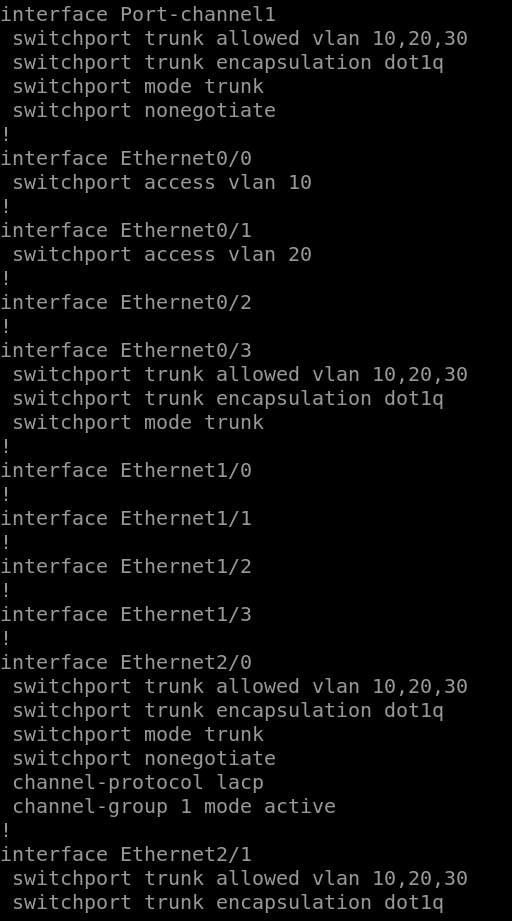 interface Port-channel1
 switchport trunk allowed vlan 10,20,30
 switchport trunk encapsulation dot1q
 switchport mode trunk
 switchport nonegotiate
!
interface Ethernet0/0
 switchport access vlan 10
!
interface Ethernet0/1
 switchport access vlan 20
!
interface Ethernet0/2
!
interface Ethernet0/3
 switchport trunk allowed vlan 10,20,30
 switchport trunk encapsulation dot1q
 switchport mode trunk
!
interface Ethernet1/0
!
interface Ethernet1/1
!
interface Ethernet1/2
!
interface Ethernet1/3
!
interface Ethernet2/0
 switchport trunk allowed vlan 10,20,30
 switchport trunk encapsulation dot1q
 switchport mode trunk
 switchport nonegotiate
 channel-protocol lacp
 channel-group 1 mode active
!
interface Ethernet2/1
 switchport trunk allowed vlan 10,20,30
 switchport trunk encapsulation dot1q